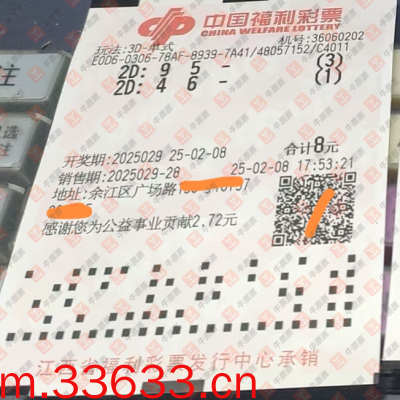 中国福利彩票
CHINA WELFARE LOTTERY
玩法:3D-单式
机号:36060202
E0D6-0306-78AF-8939-7A41/48057152/C4011
2D: 9 5 - (3)
2D: 4 6 - (1)
合计8元
开奖期:2025029 25-02-08
销售期:2025029-28 25-02-08 17:53:21
地址:余江区广场路
感谢您为公益事业贡献2.72元
江西省福利彩票发行中心承销
m.33633.cn